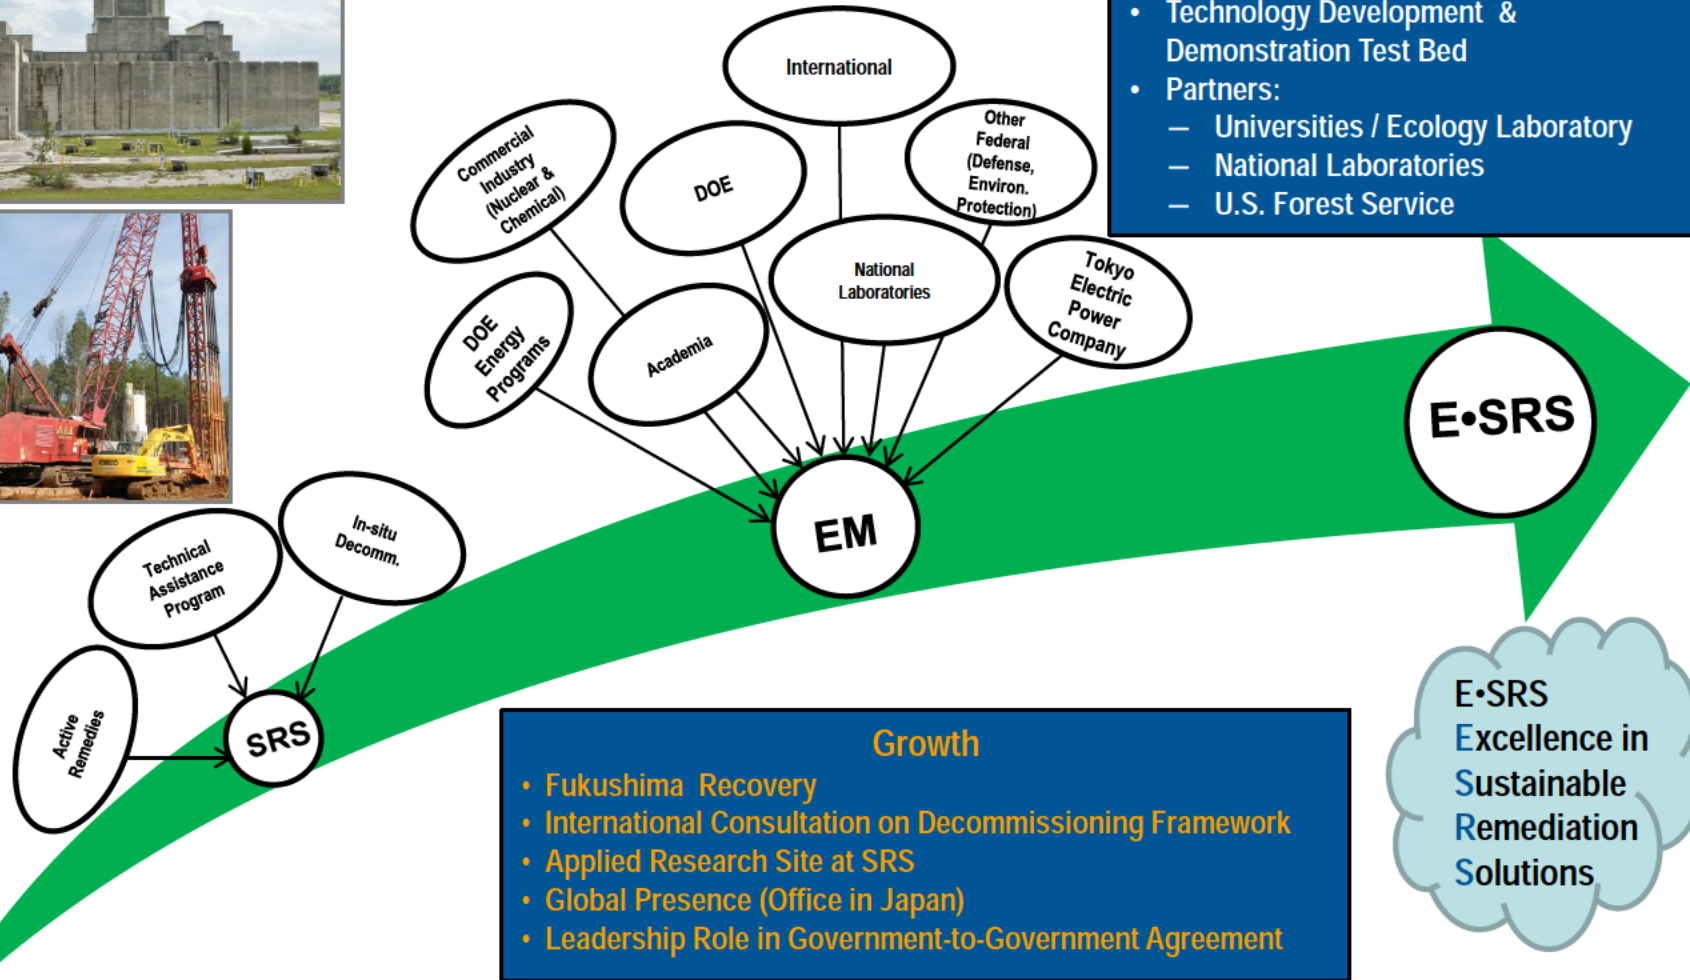 • Technology Development &
Demonstration Test Bed
• Partners:
– Universities / Ecology Laboratory
– National Laboratories
– U.S. Forest Service
International
Commercial
Industry
(Nuclear &
Chemical)
DOE
Other
Federal
(Defense,
Environ.
Protection)
DOE
Energy
Programs
Academia
National
Laboratories
Tokyo
Electric
Power
Company
E•SRS
EM
Technical
Assistance
Program
In-situ
Decomm.
Active
Remedies
SRS
Growth
• Fukushima Recovery
• International Consultation on Decommissioning Framework
• Applied Research Site at SRS
• Global Presence (Office in Japan)
• Leadership Role in Government-to-Government Agreement
E•SRS
Excellence in
Sustainable
Remediation
Solutions